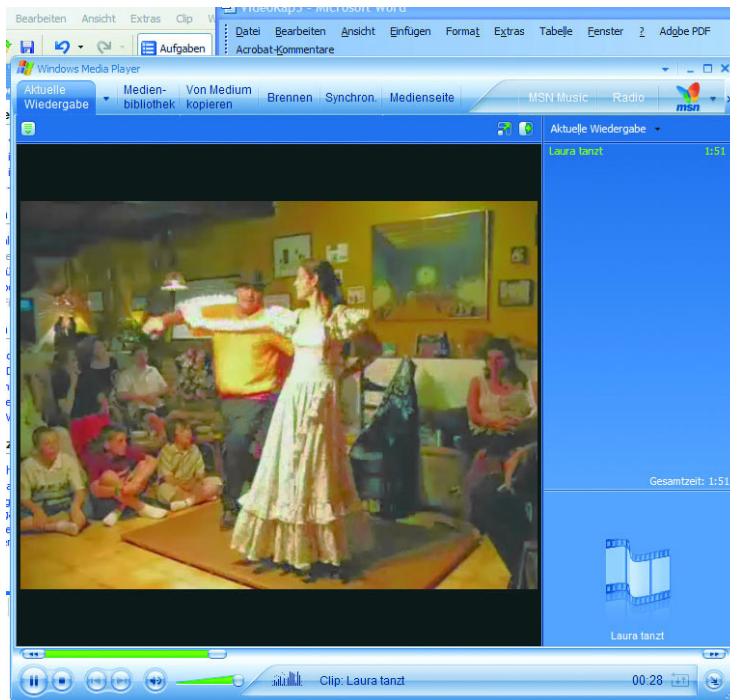 Bearbeiten Ansicht Extras Clip
VideoKap5 - Microsoft Word
Datei Bearbeiten Ansicht Einfügen Format Extras Tabelle Fenster ? Adobe PDF
Aufgaben
Acrobat-Kommentare
Windows Media Player
Aktuelle Wiedergabe
Medien-bibliothek
Von Medium kopieren
Brennen
Synchron.
Medienseite
MSN Music
Radio
msn
Aktuelle Wiedergabe
Laura tanzt 1:51
Gesamtzeit: 1:51
Laura tanzt
Clip: Laura tanzt
00:28